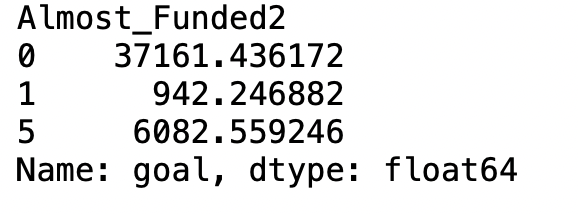 Almost_Funded2
0    37161.436172
1      942.246882
5     6082.559246
Name: goal, dtype: float64